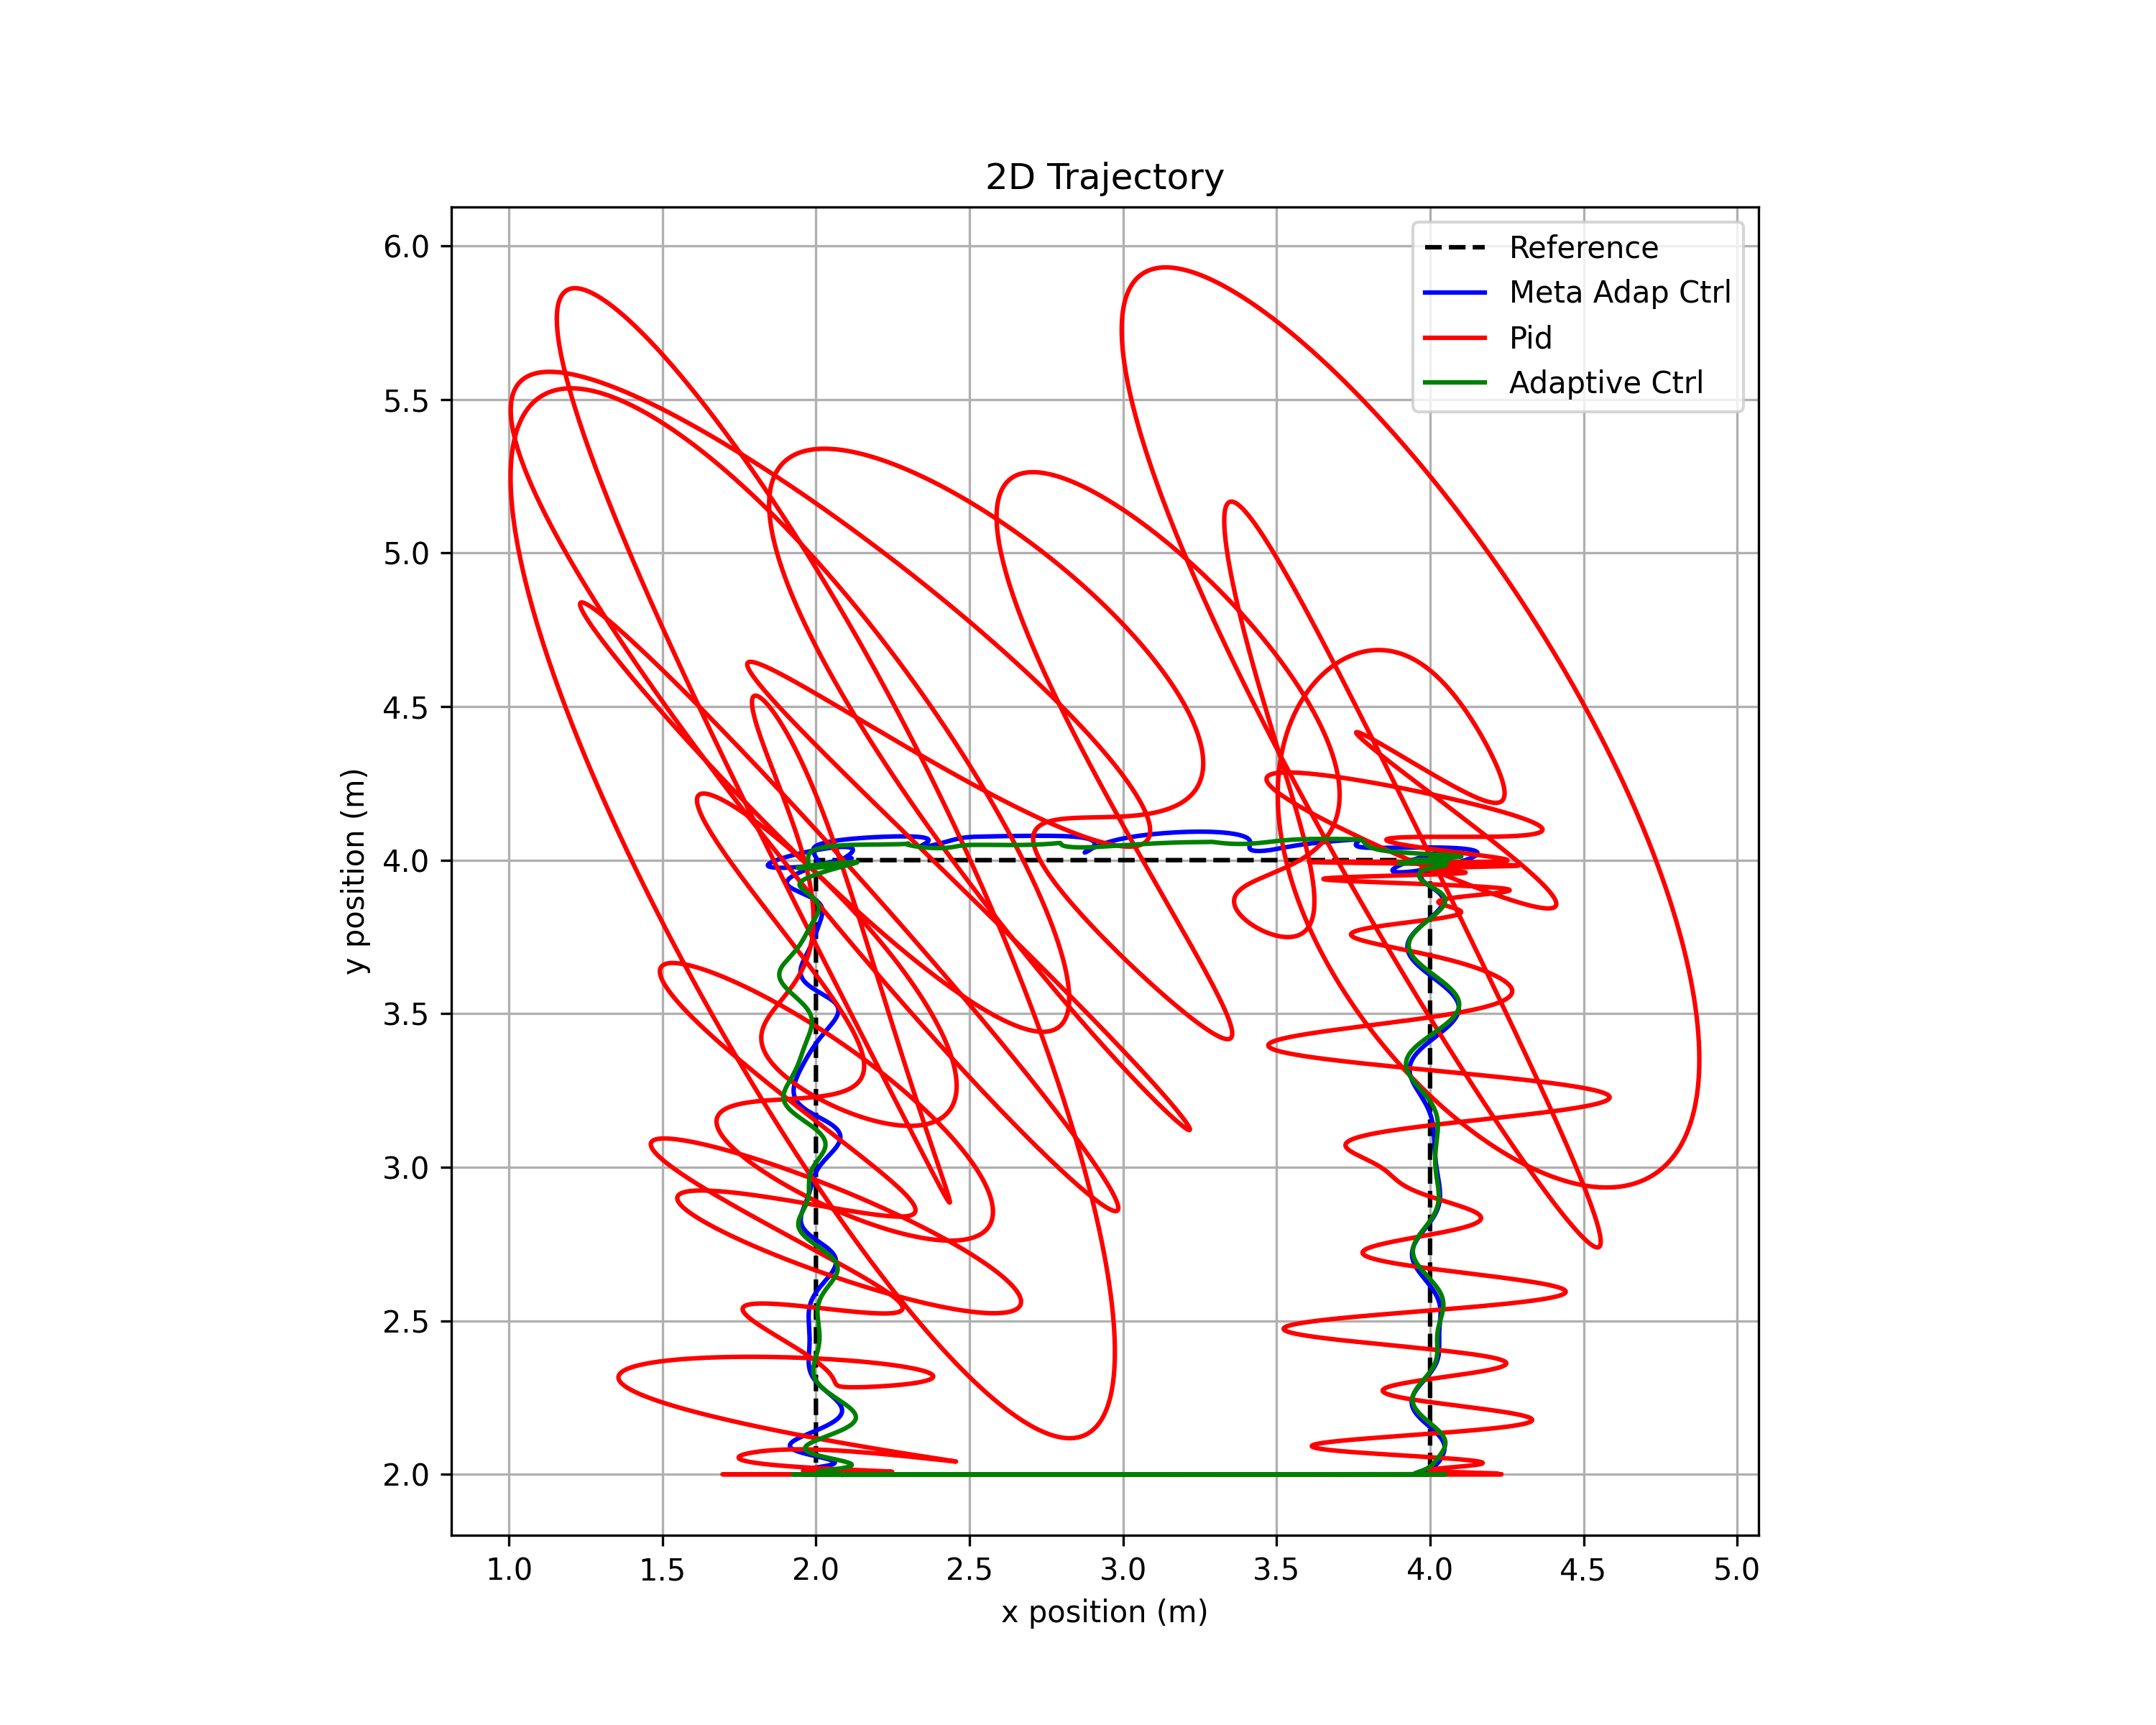 2D Trajectory
Reference
Meta Adap Ctrl
Pid
Adaptive Ctrl
6.0
5.5
5.0
4.5
4.0
3.5
3.0
2.5
2.0
y position (m)
1.0 1.5 2.0 2.5 3.0 3.5 4.0 4.5 5.0
x position (m)